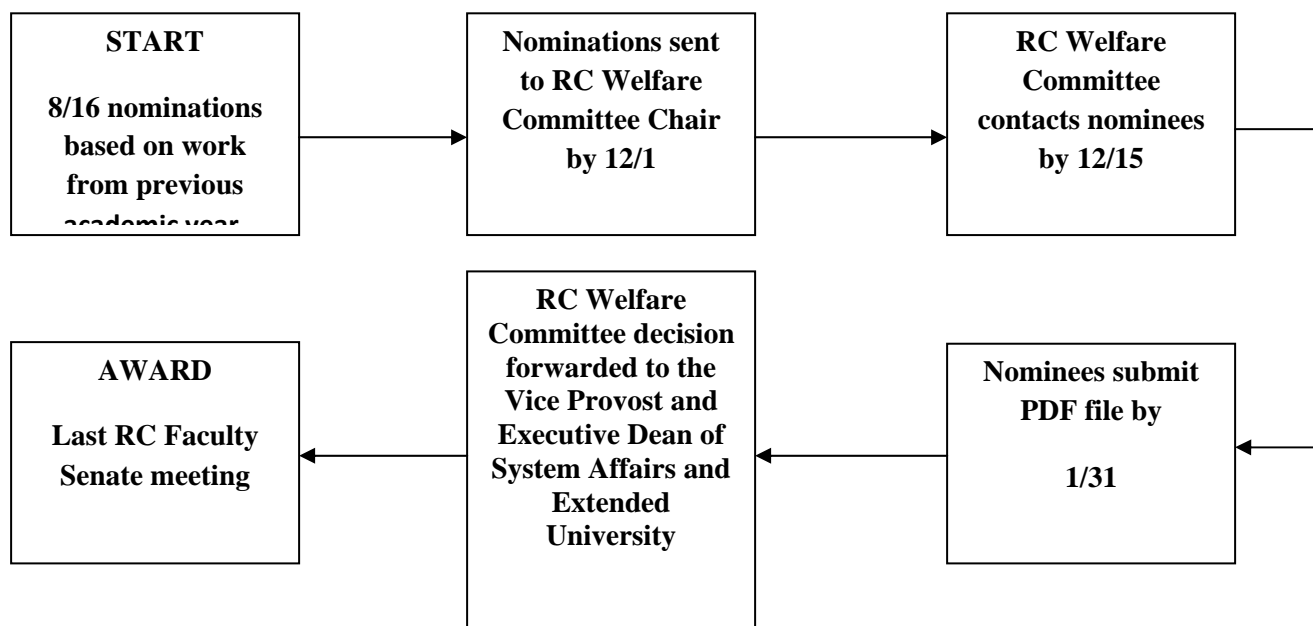 START
8/16 nominations
based on work
from previous
academic year
Nominations sent
to RC Welfare
Committee Chair
by 12/1
RC Welfare
Committee
contacts nominees
by 12/15
Nominees submit
PDF file by
1/31
RC Welfare
Committee decision
forwarded to the
Vice Provost and
Executive Dean of
System Affairs and
Extended
University
AWARD
Last RC Faculty
Senate meeting